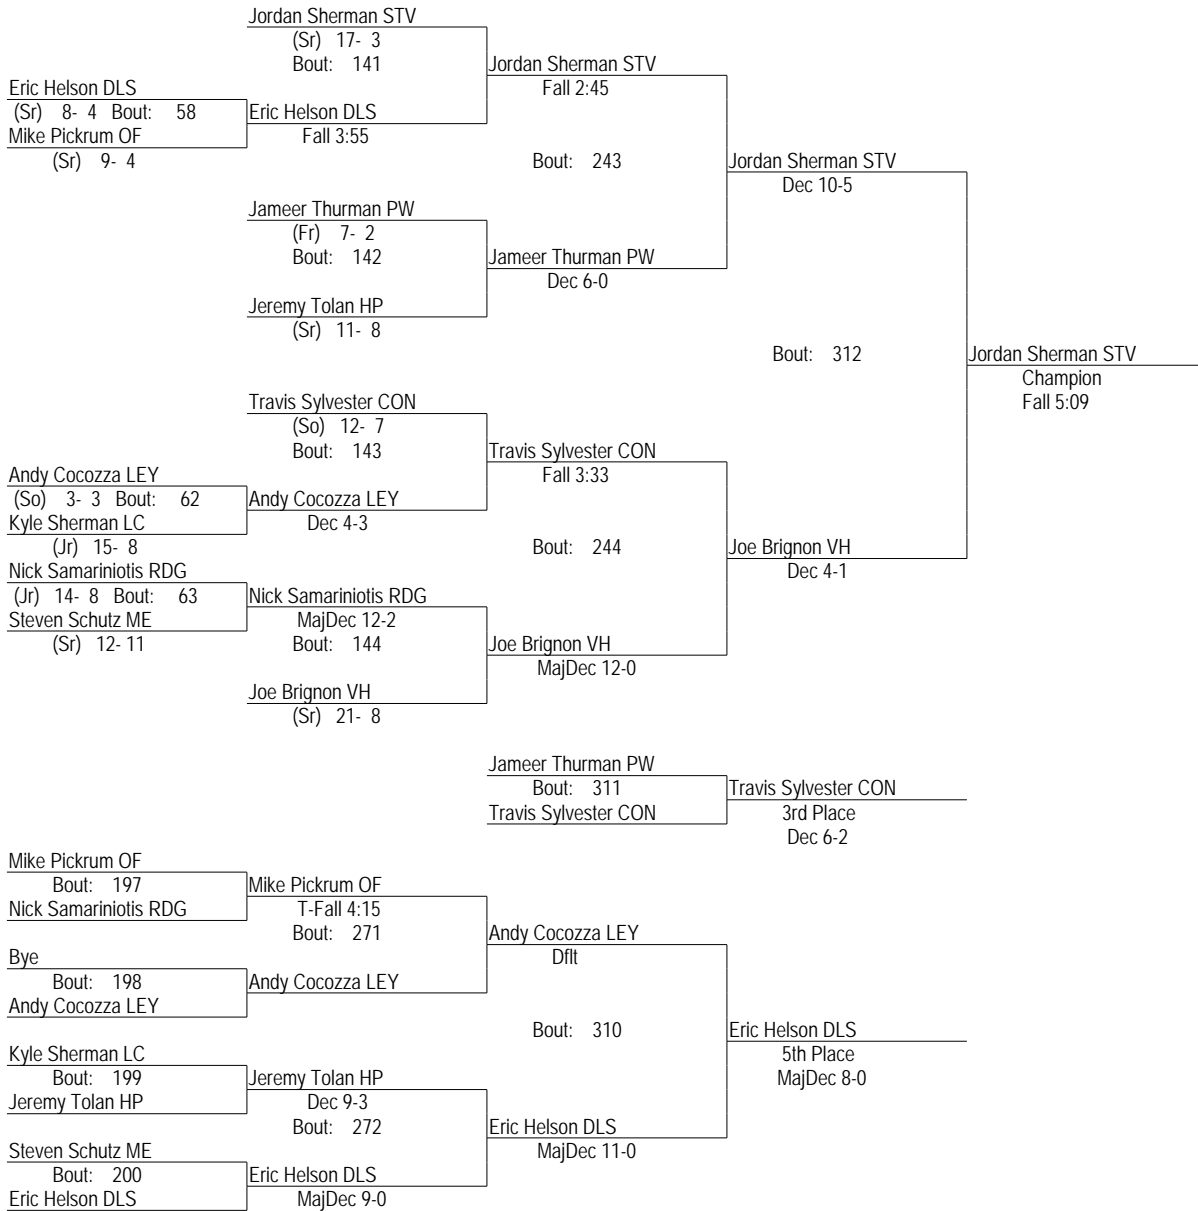 Jordan Sherman STV
(Sr) 17- 3
Bout: 141
Jordan Sherman STV
Fall 2:45
Eric Helson DLS
(Sr) 8- 4 Bout: 58
Eric Helson DLS
Mike Pickrum OF
Fall 3:55
(Sr) 9- 4
Bout: 243
Jordan Sherman STV
Dec 10-5
Jameer Thurman PW
(Fr) 7- 2
Bout: 142
Jameer Thurman PW
Dec 6-0
Jeremy Tolan HP
(Sr) 11- 8
Bout: 312
Jordan Sherman STV
Champion
Fall 5:09
Travis Sylvester CON
(So) 12- 7
Bout: 143
Travis Sylvester CON
Fall 3:33
Andy Cocozza LEY
(So) 3- 3 Bout: 62
Andy Cocozza LEY
Kyle Sherman LC
Dec 4-3
(Jr) 15- 8
Bout: 244
Joe Brignon VH
Dec 4-1
Nick Samariniotis RDG
(Jr) 14- 8 Bout: 63
Nick Samariniotis RDG
Steven Schutz ME
MajDec 12-2
(Sr) 12- 11
Bout: 144
Joe Brignon VH
MajDec 12-0
Joe Brignon VH
(Sr) 21- 8
Jameer Thurman PW
Bout: 311
Travis Sylvester CON
Travis Sylvester CON
3rd Place
Dec 6-2
Mike Pickrum OF
Bout: 197
Mike Pickrum OF
Nick Samariniotis RDG
T-Fall 4:15
Bout: 271
Andy Cocozza LEY
Dflt
Bye
Bout: 198
Andy Cocozza LEY
Andy Cocozza LEY
Bout: 310
Eric Helson DLS
5th Place
MajDec 8-0
Kyle Sherman LC
Bout: 199
Jeremy Tolan HP
Jeremy Tolan HP
Dec 9-3
Bout: 272
Eric Helson DLS
MajDec 11-0
Steven Schutz ME
Bout: 200
Eric Helson DLS
Eric Helson DLS
MajDec 9-0